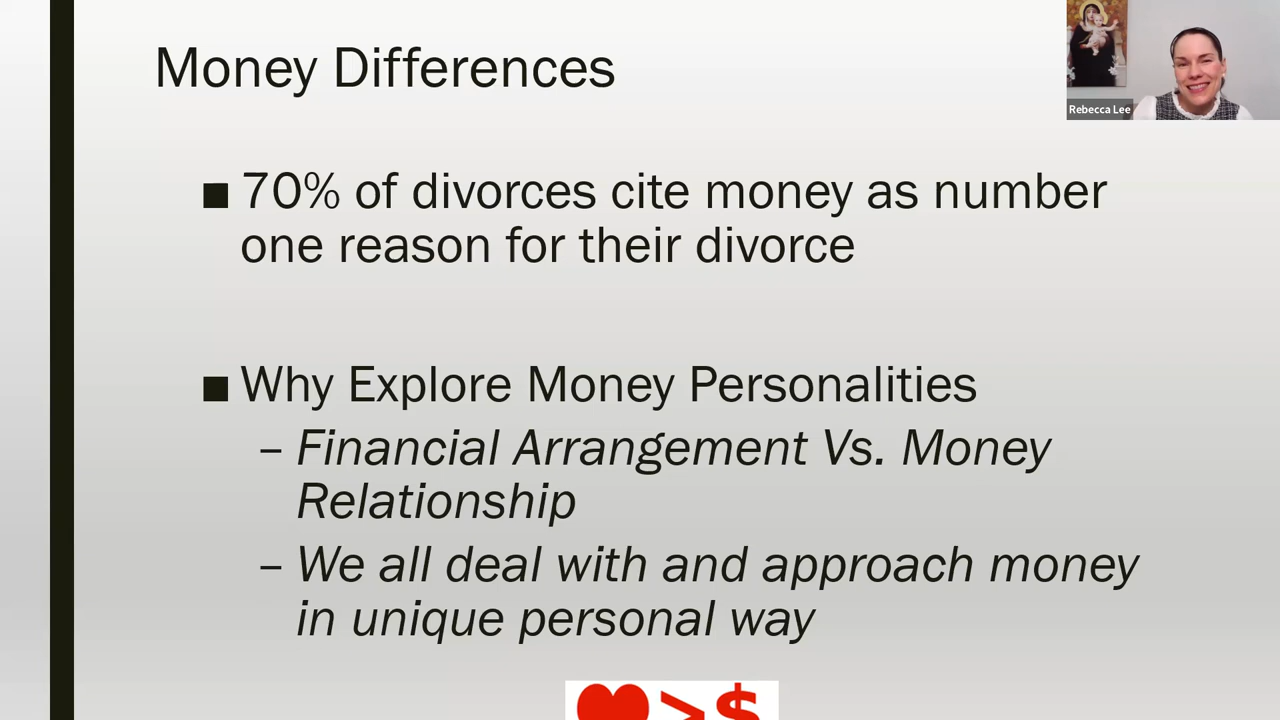 Money Differences
Rebecca Lee
■ 70% of divorces cite money as number
one reason for their divorce
■ Why Explore Money Personalities
– Financial Arrangement Vs. Money
Relationship
– We all deal with and approach money
in unique personal way
>$